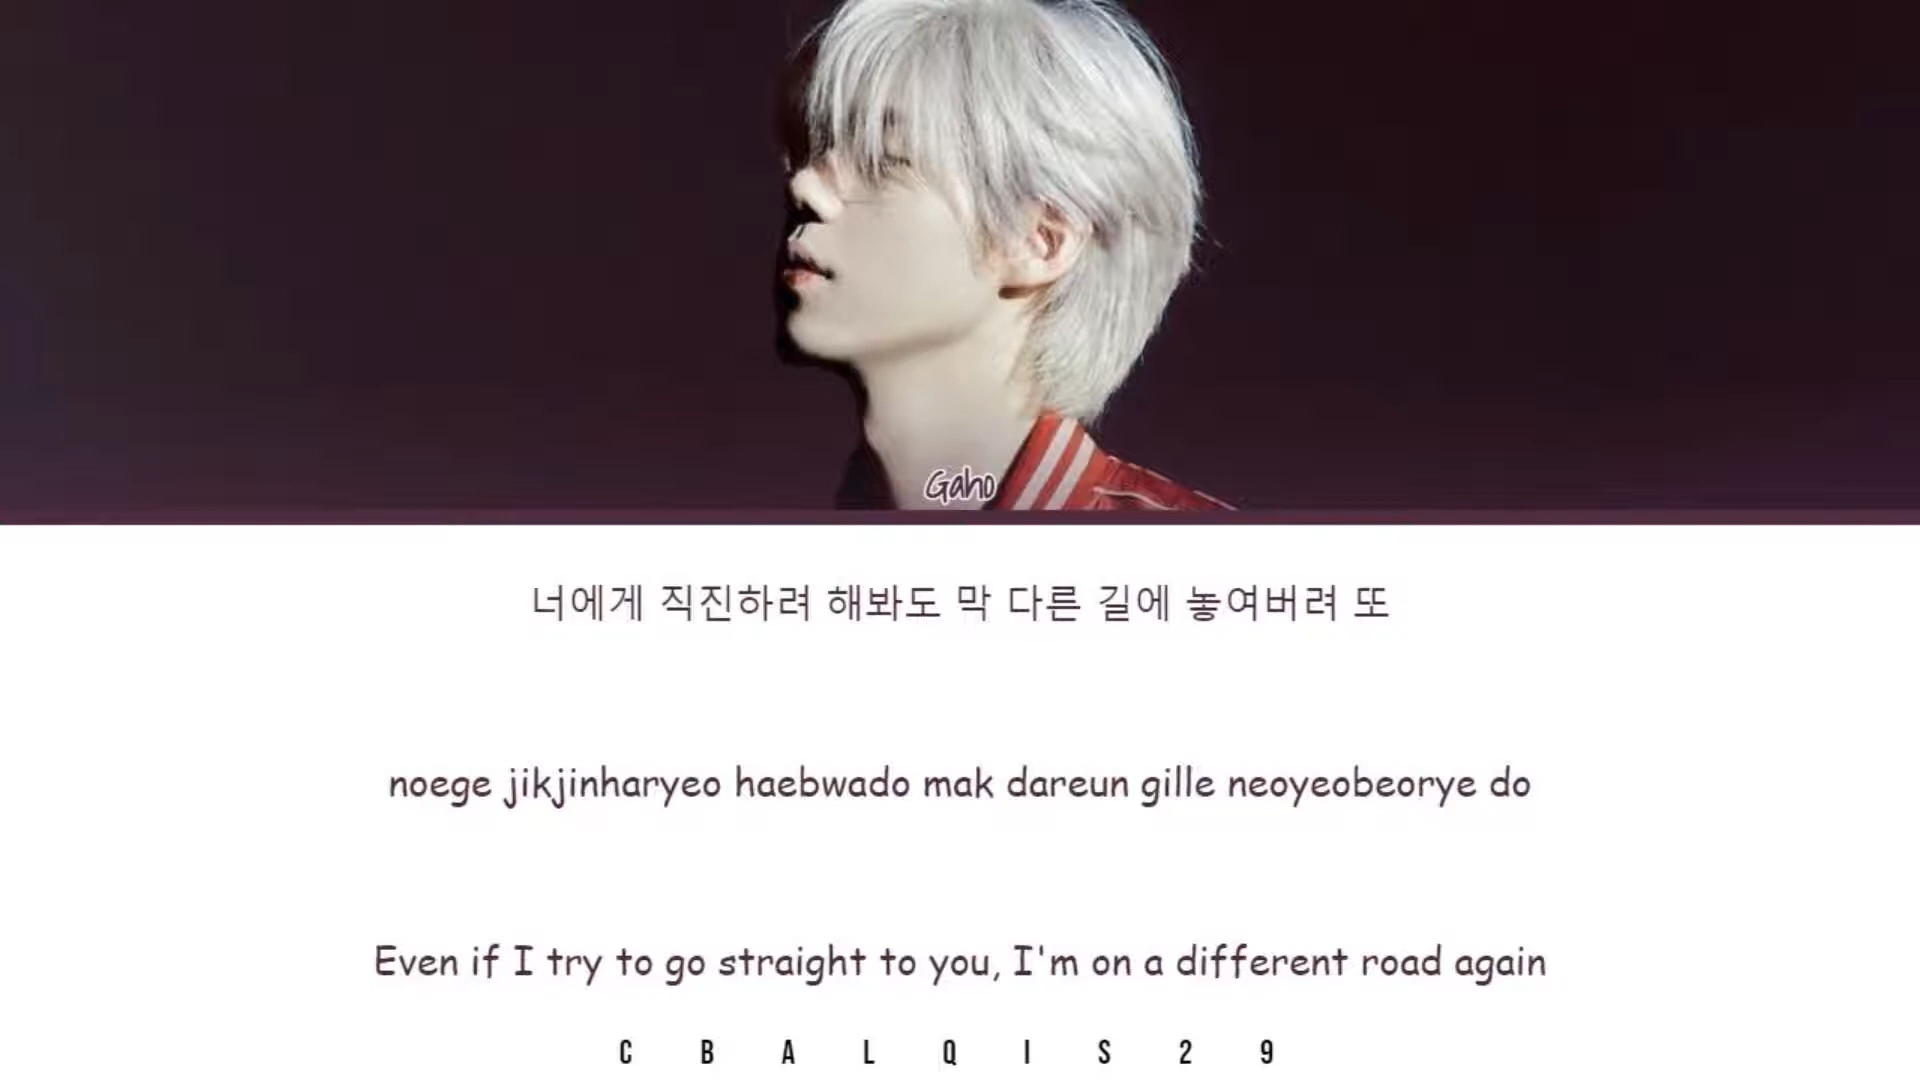 Gaho
너에게 직진하려 해봐도 막 다른 길에 놓여버려 또
noege jikjinharyeo haebwado mak dareun gille neoyeobeorye do
Even if I try to go straight to you, I'm on a different road again
C B A L Q I S 2 9